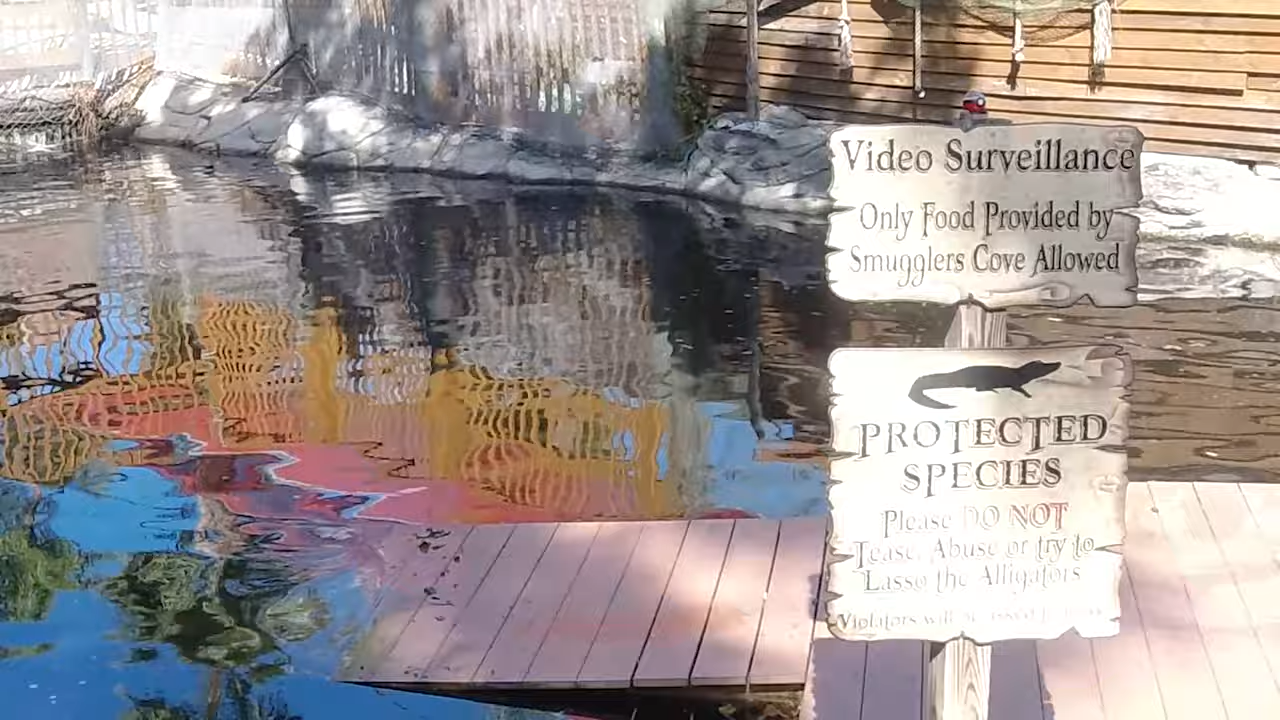 Video Surveillance
Only Food Provided by
Smugglers Cove Allowed
PROTECTED
SPECIES
Please DO NOT
Tease, Abuse or try to
Lasso the Alligators
Violators will be